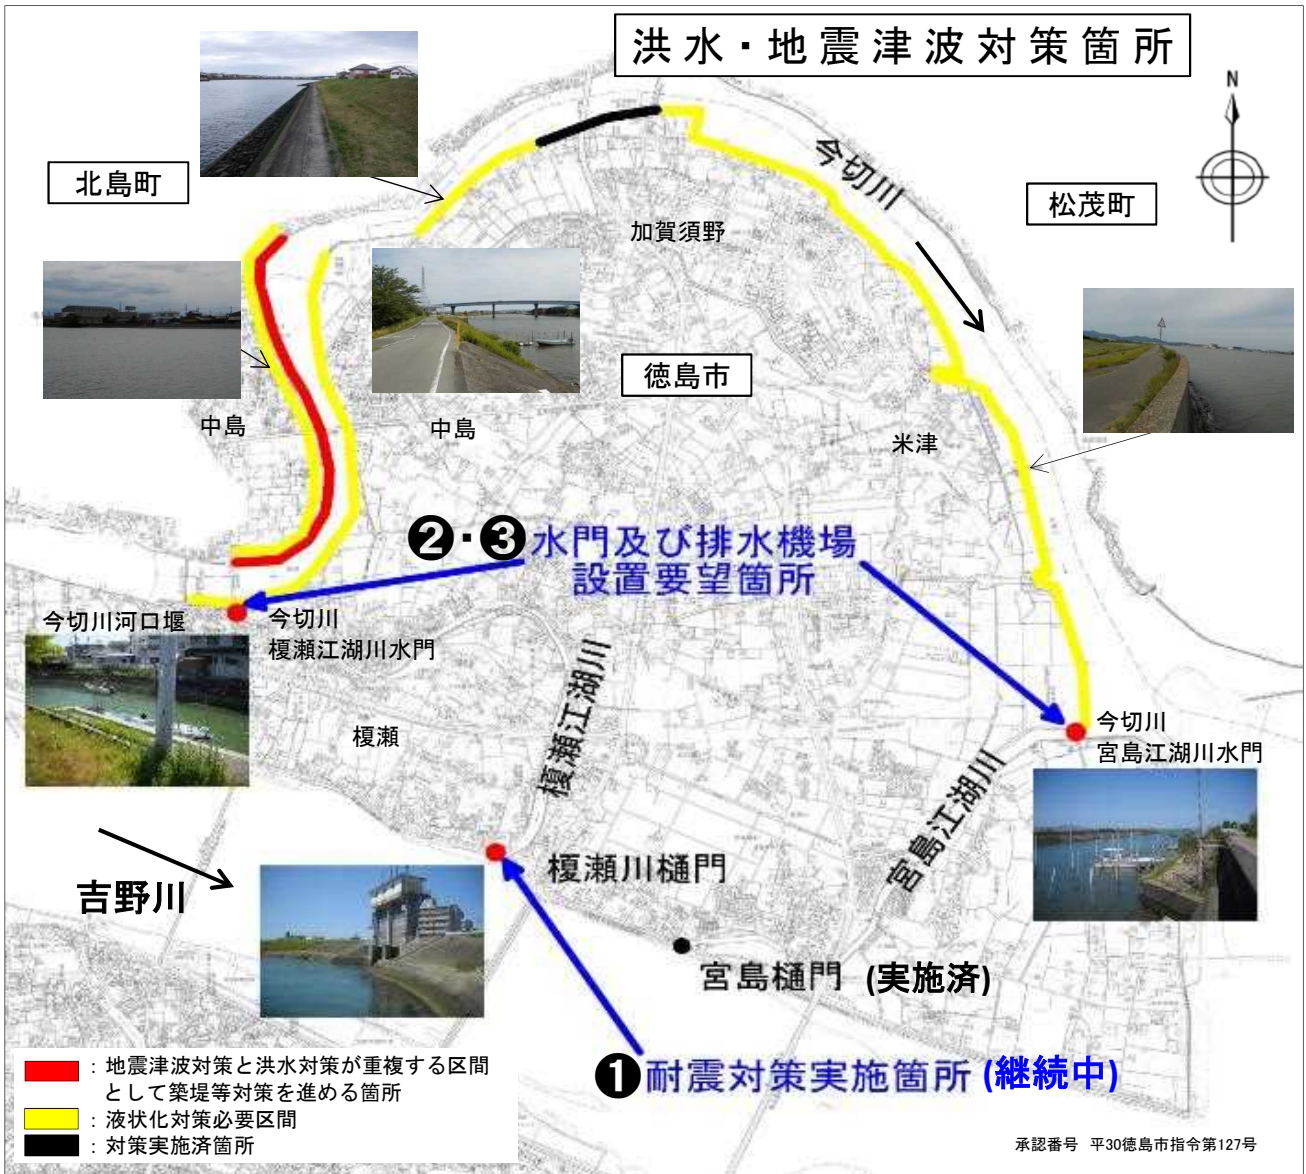 洪水・地震津波対策箇所
N
北島町
今切川
松茂町
加賀須野
徳島市
中島
中島
米津
❷・❸水門及び排水機場
設置要望箇所
今切川河口堰
今切川
榎瀬江湖川水門
榎瀬
榎瀬江湖川
今切川
宮島江湖川水門
宮島江湖川
吉野川
榎瀬川樋門
宮島樋門 (実施済)
❶耐震対策実施箇所 (継続中)
：地震津波対策と洪水対策が重複する区間
として築堤等対策を進める箇所
：液状化対策必要区間
：対策実施済箇所
承認番号 平30徳島市指令第127号